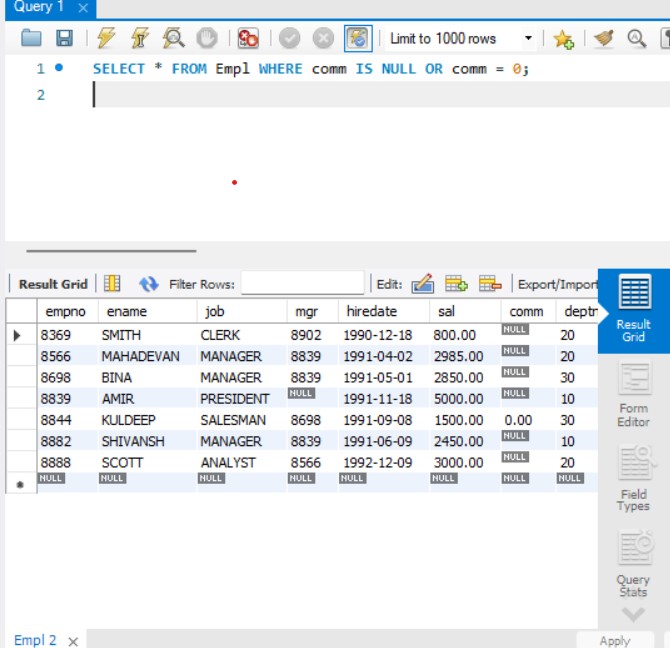 Query 1
Limit to 1000 rows
1 SELECT * FROM Empl WHERE comm IS NULL OR comm = 0;
2
Result Grid Filter Rows: Edit: Export/Import
empno ename job mgr hiredate sal comm deptn
8369 SMITH CLERK 8902 1990-12-18 800.00 NULL 20
8566 MAHADEVAN MANAGER 8839 1991-04-02 2985.00 NULL 20
8698 BINA MANAGER 8839 1991-05-01 2850.00 NULL 30
8839 AMIR PRESIDENT NULL 1991-11-18 5000.00 NULL 10
8844 KULDEEP SALESMAN 8698 1991-09-08 1500.00 0.00 30
8882 SHIVANSH MANAGER 8839 1991-06-09 2450.00 NULL 10
8888 SCOTT ANALYST 8566 1992-12-09 3000.00 NULL 20
NULL NULL NULL NULL NULL NULL NULL NULL
Result
Grid
Form
Editor
Field
Types
Query
Stats
Empl 2
Apply